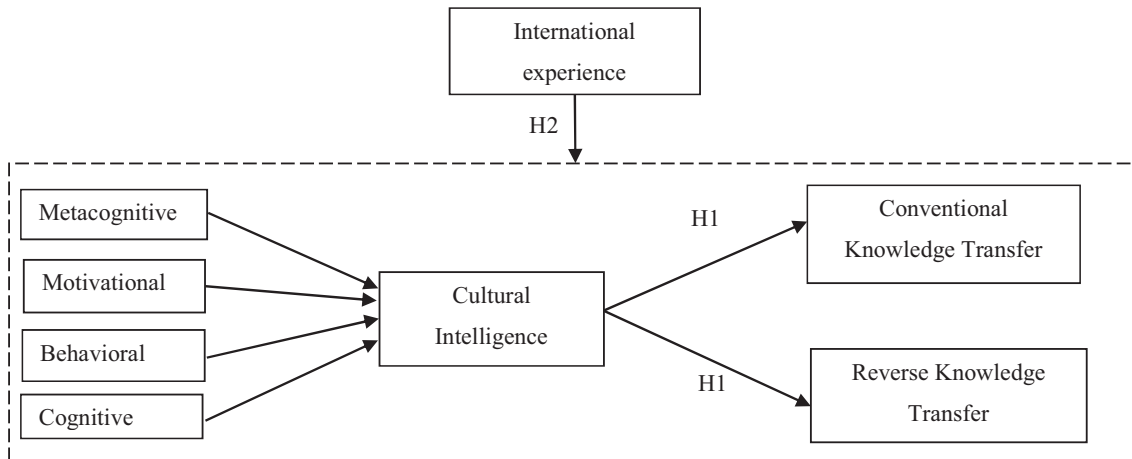 International
experience
H2
Metacognitive
Motivational
Behavioral
Cognitive
Cultural
Intelligence
H1
Conventional
Knowledge Transfer
H1
Reverse Knowledge
Transfer